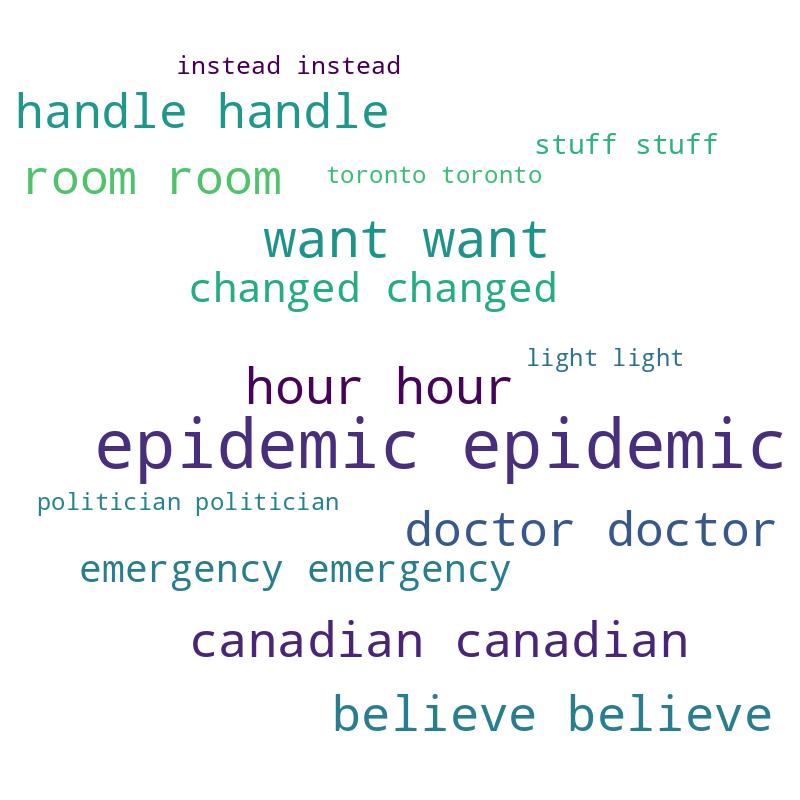 instead instead
handle handle
stuff stuff
room room
toronto toronto
want want
changed changed
light light
hour hour
epidemic epidemic
politician politician
doctor doctor
emergency emergency
canadian canadian
believe believe